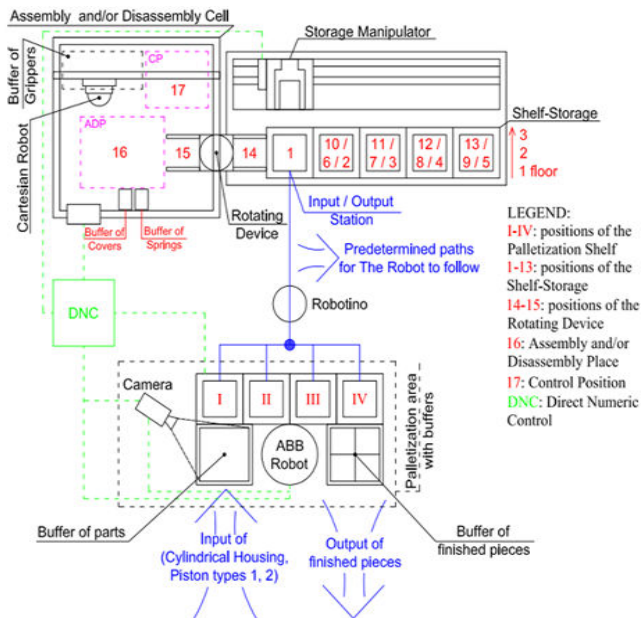 Assembly and/or Disassembly Cell
Storage Manipulator
Buffer of
Grippers
CP
17
Cartesian Robot
ADP
16
15
14
1
10 /
6 / 2
11 /
7 / 3
12 /
8 / 4
13 /
9 / 5
Shelf-Storage
3
2
1 floor
Buffer of
Covers
Buffer of
Springs
Rotating
Device
Input / Output
Station
Predetermined paths
for The Robot to follow
Robotino
LEGEND:
I-IV: positions of the
Palletization Shelf
1-13: positions of the
Shelf-Storage
14-15: positions of the
Rotating Device
16: Assembly and/or
Disassembly Place
17: Control Position
DNC: Direct Numeric
Control
DNC
Camera
I
II
III
IV
ABB
Robot
Palletization area
with buffers
Buffer of parts
Buffer of
finished pieces
Input of
(Cylindrical Housing,
Piston types 1, 2)
Output of
finished pieces